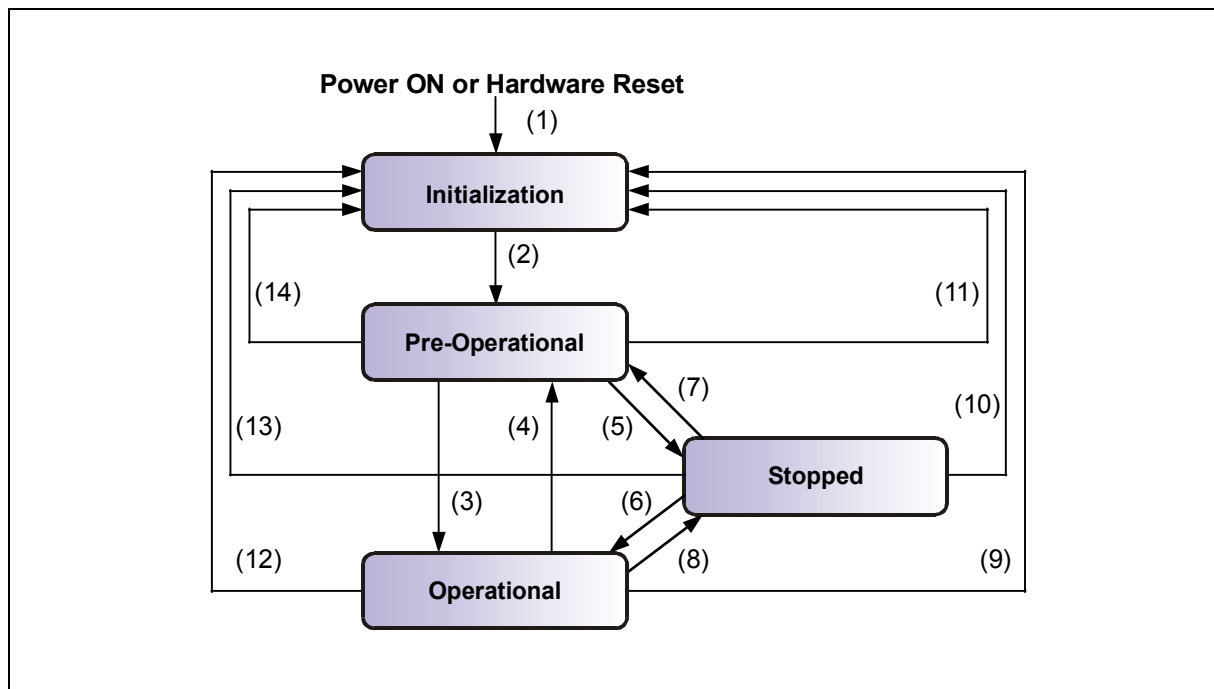 Power ON or Hardware Reset
(1)
Initialization
(2)
(14)
(11)
Pre-Operational
(7)
(10)
(13)
(4)
(5)
Stopped
(3)
(6)
(12)
(8)
(9)
Operational